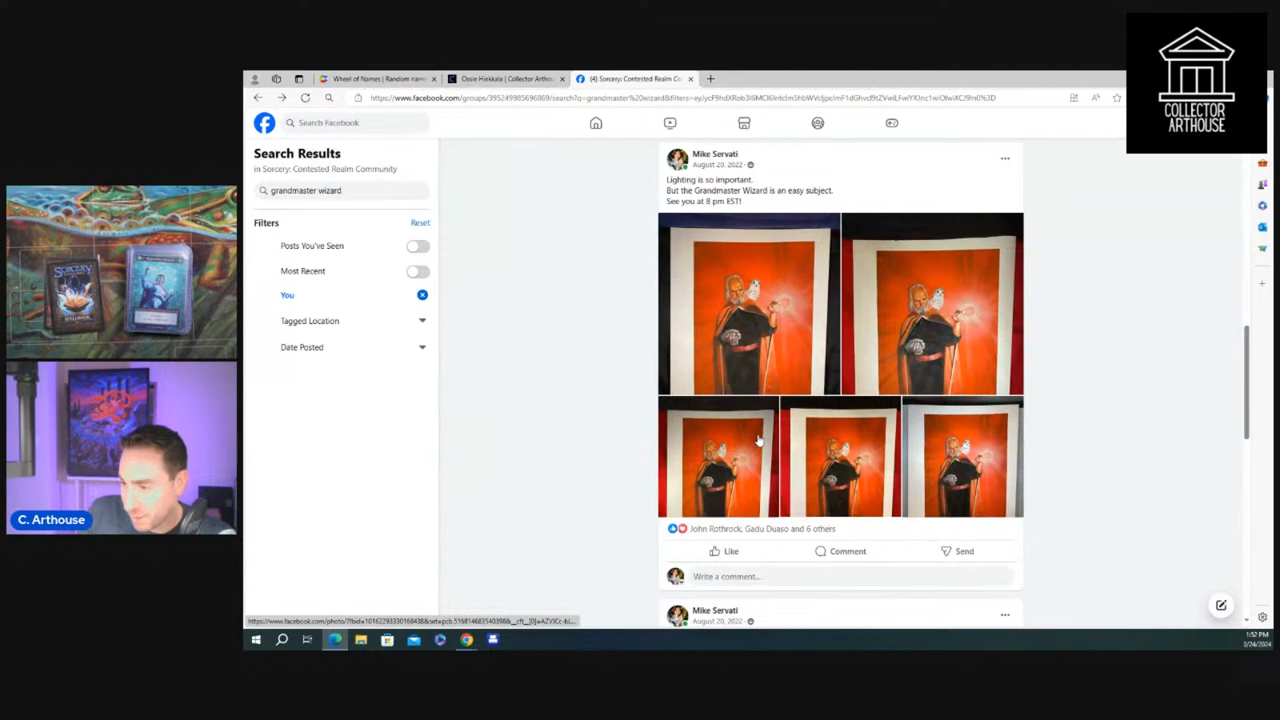 COLLECTOR
ARTHOUSE
Wheel of Names | Random name
Ossie Hiekkala | Collector Artho
(4) Sorcery: Contested Realm Co
Search Facebook
Search Results
in Sorcery: Contested Realm Community
grandmaster wizard
Filters
Reset
Posts You've Seen
Most Recent
You
Tagged Location
Date Posted
Mike Servati
August 20, 2022
Lighting is so important.
But the Grandmaster Wizard is an easy subject.
See you at 8 pm EST!
John Rothrock, Gadu Duaso and 6 others
Like
Comment
Send
Write a comment...
Mike Servati
August 20, 2022
SORCERY
SPELLBOOK
C. Arthouse
1:52 PM
3/24/2024